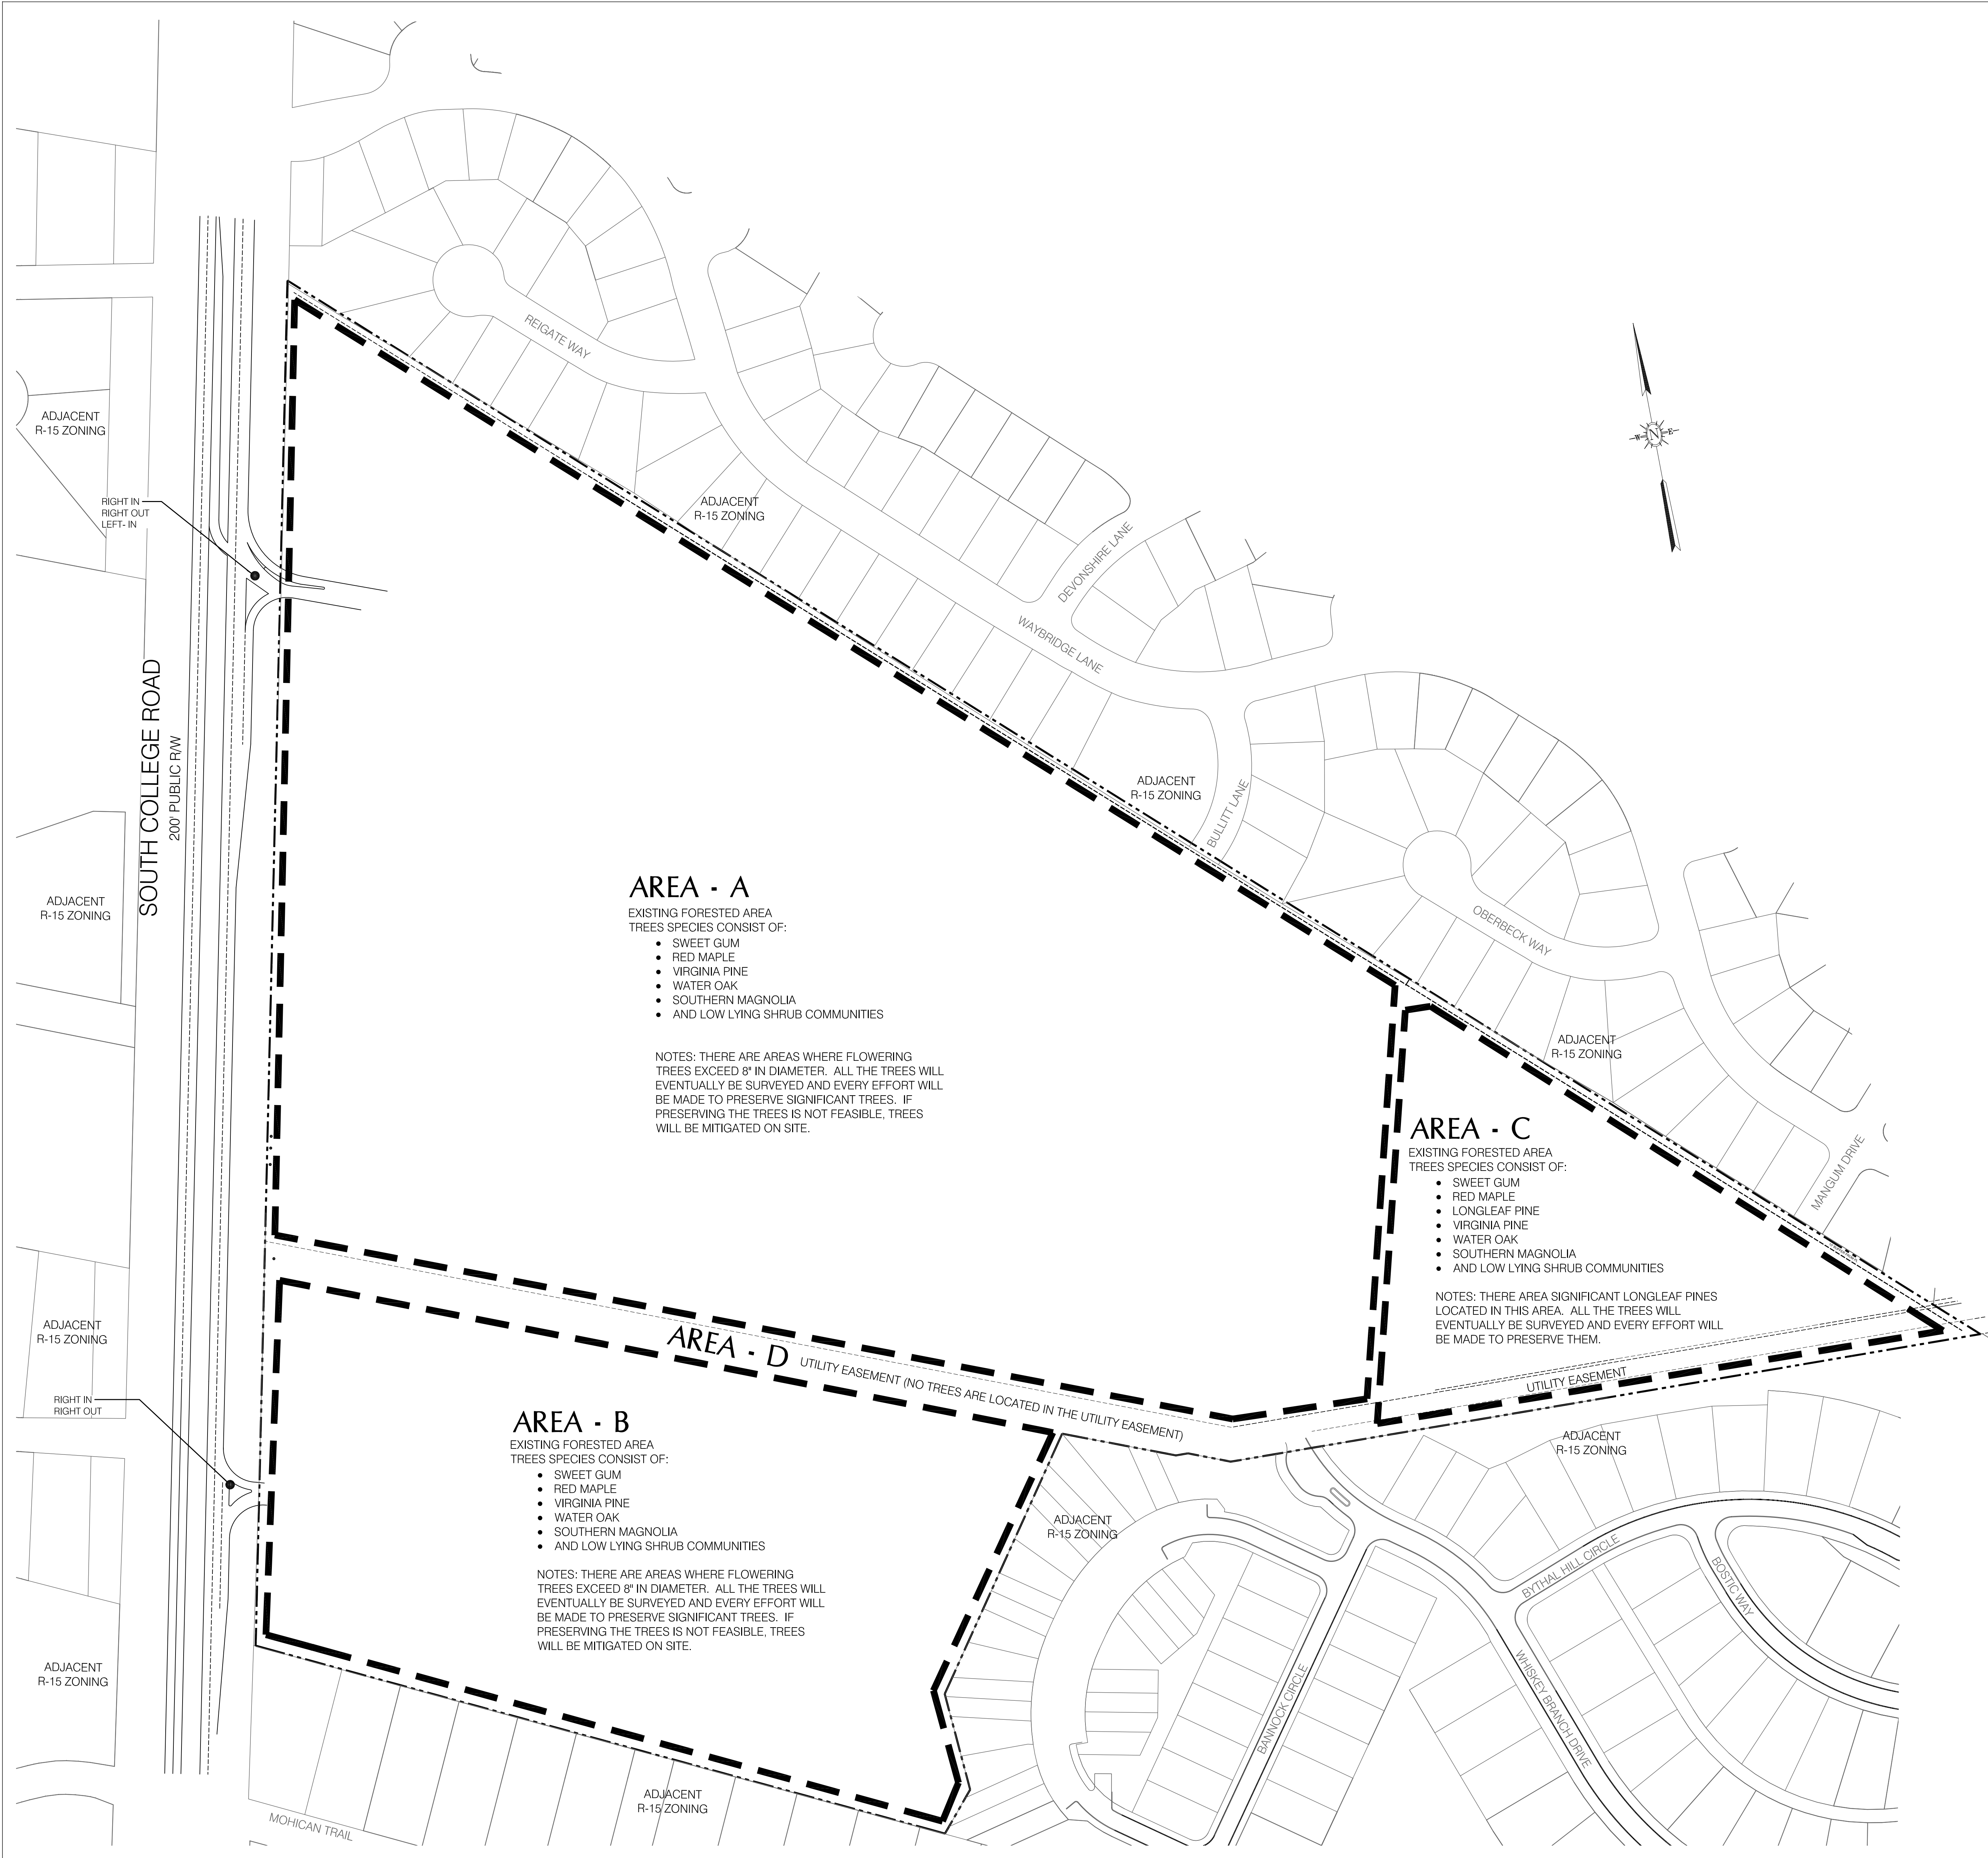 REIGATE WAY
W
N
E
ADJACENT
R-15 ZONING
RIGHT IN
RIGHT OUT
LEFT- IN
ADJACENT
R-15 ZONING
DEVONSHIRE LANE
WAYBRIDGE LANE
SOUTH COLLEGE ROAD
200' PUBLIC R/W
ADJACENT
R-15 ZONING
BULLITT LANE
ADJACENT
R-15 ZONING
AREA - A
EXISTING FORESTED AREA
TREES SPECIES CONSIST OF:
• SWEET GUM
• RED MAPLE
• VIRGINIA PINE
• WATER OAK
• SOUTHERN MAGNOLIA
• AND LOW LYING SHRUB COMMUNITIES
NOTES: THERE ARE AREAS WHERE FLOWERING
TREES EXCEED 8" IN DIAMETER. ALL THE TREES WILL
EVENTUALLY BE SURVEYED AND EVERY EFFORT WILL
BE MADE TO PRESERVE SIGNIFICANT TREES. IF
PRESERVING THE TREES IS NOT FEASIBLE, TREES
WILL BE MITIGATED ON SITE.
OBERBECK WAY
ADJACENT
R-15 ZONING
AREA - C
EXISTING FORESTED AREA
TREES SPECIES CONSIST OF:
• SWEET GUM
• RED MAPLE
• LONGLEAF PINE
• VIRGINIA PINE
• WATER OAK
• SOUTHERN MAGNOLIA
• AND LOW LYING SHRUB COMMUNITIES
NOTES: THERE AREA SIGNIFICANT LONGLEAF PINES
LOCATED IN THIS AREA. ALL THE TREES WILL
EVENTUALLY BE SURVEYED AND EVERY EFFORT WILL
BE MADE TO PRESERVE THEM.
MANGUM DRIVE
UTILITY EASEMENT
ADJACENT
R-15 ZONING
AREA - D UTILITY EASEMENT (NO TREES ARE LOCATED IN THE UTILITY EASEMENT)
RIGHT IN
RIGHT OUT
AREA - B
EXISTING FORESTED AREA
TREES SPECIES CONSIST OF:
• SWEET GUM
• RED MAPLE
• VIRGINIA PINE
• WATER OAK
• SOUTHERN MAGNOLIA
• AND LOW LYING SHRUB COMMUNITIES
NOTES: THERE ARE AREAS WHERE FLOWERING
TREES EXCEED 8" IN DIAMETER. ALL THE TREES WILL
EVENTUALLY BE SURVEYED AND EVERY EFFORT WILL
BE MADE TO PRESERVE SIGNIFICANT TREES. IF
PRESERVING THE TREES IS NOT FEASIBLE, TREES
WILL BE MITIGATED ON SITE.
ADJACENT
R-15 ZONING
ADJACENT
R-15 ZONING
BYTHAL HILL CIRCLE
BOSTIC WAY
WHISKEY BRANCH DRIVE
BANNOCK CIRCLE
ADJACENT
R-15 ZONING
ADJACENT
R-15 ZONING
MOHICAN TRAIL